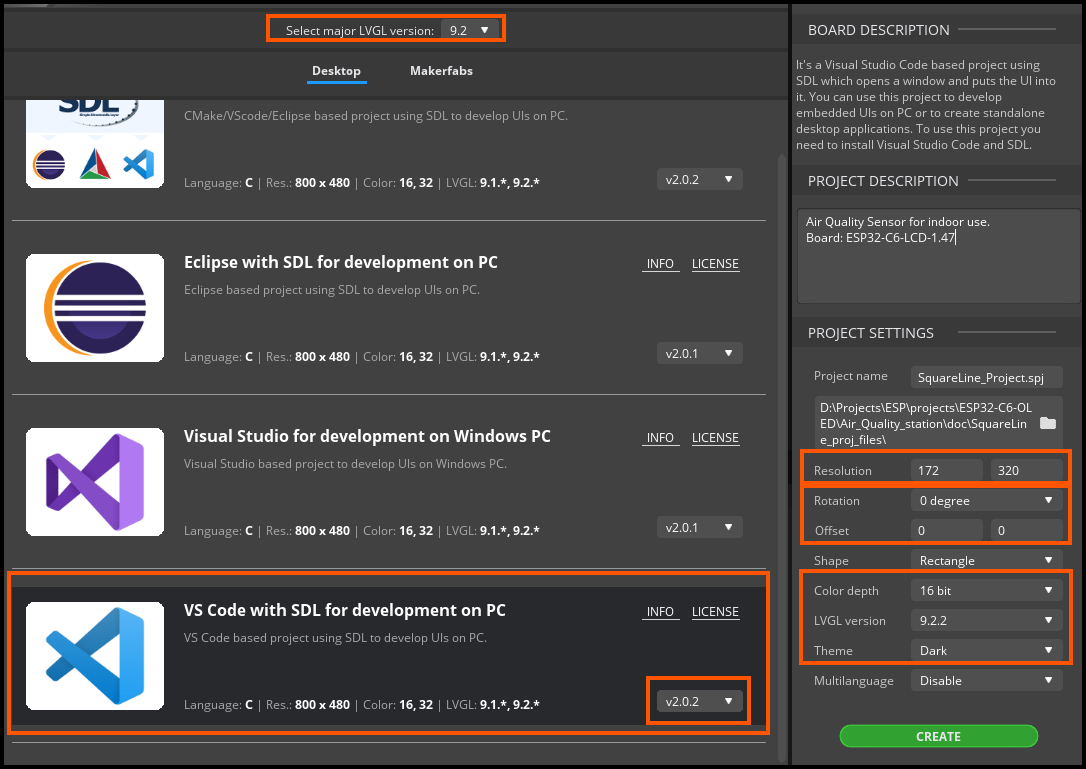 Select major LVGL version: 9.2
Desktop
Makerfabs
SDL
CMake/VScode/Eclipse based project using SDL to develop UIs on PC.
Language: C | Res.: 800 x 480 | Color: 16, 32 | LVGL: 9.1.*, 9.2.*
v2.0.2
Eclipse with SDL for development on PC
INFO LICENSE
Eclipse based project using SDL to develop UIs on PC.
Language: C | Res.: 800 x 480 | Color: 16, 32 | LVGL: 9.1.*, 9.2.*
v2.0.1
Visual Studio for development on Windows PC
INFO LICENSE
Visual Studio based project to develop UIs on Windows PC.
Language: C | Res.: 800 x 480 | Color: 16, 32 | LVGL: 9.1.*, 9.2.*
v2.0.1
VS Code with SDL for development on PC
INFO LICENSE
VS Code based project using SDL to develop UIs on PC.
Language: C | Res.: 800 x 480 | Color: 16, 32 | LVGL: 9.1.*, 9.2.*
v2.0.2
BOARD DESCRIPTION
It's a Visual Studio Code based project using
SDL which opens a window and puts the UI into
it. You can use this project to develop
embedded UIs on PC or to create standalone
desktop applications. To use this project you
need to install Visual Studio Code and SDL.
PROJECT DESCRIPTION
Air Quality Sensor for indoor use.
Board: ESP32-C6-LCD-1.47
PROJECT SETTINGS
Project name SquareLine_Project.spj
D:\Projects\ESP\projects\ESP32-C6-OL
ED\Air_Quality_station\doc\SquareLin
e_proj_files\
Resolution 172 320
Rotation 0 degree
Offset 0 0
Shape Rectangle
Color depth 16 bit
LVGL version 9.2.2
Theme Dark
Multilanguage Disable
CREATE